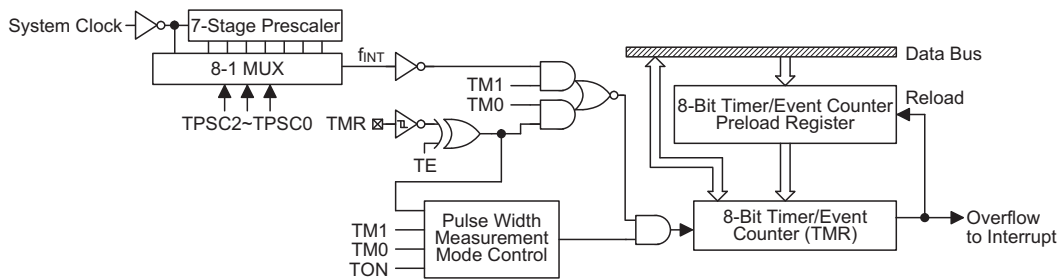 System Clock
7-Stage Prescaler
8-1 MUX
fINT
TPSC2~TPSC0
TM1
TM0
TMR
TE
TM1
TM0
TON
Pulse Width
Measurement
Mode Control
Data Bus
8-Bit Timer/Event Counter
Preload Register
Reload
8-Bit Timer/Event
Counter (TMR)
Overflow
to Interrupt